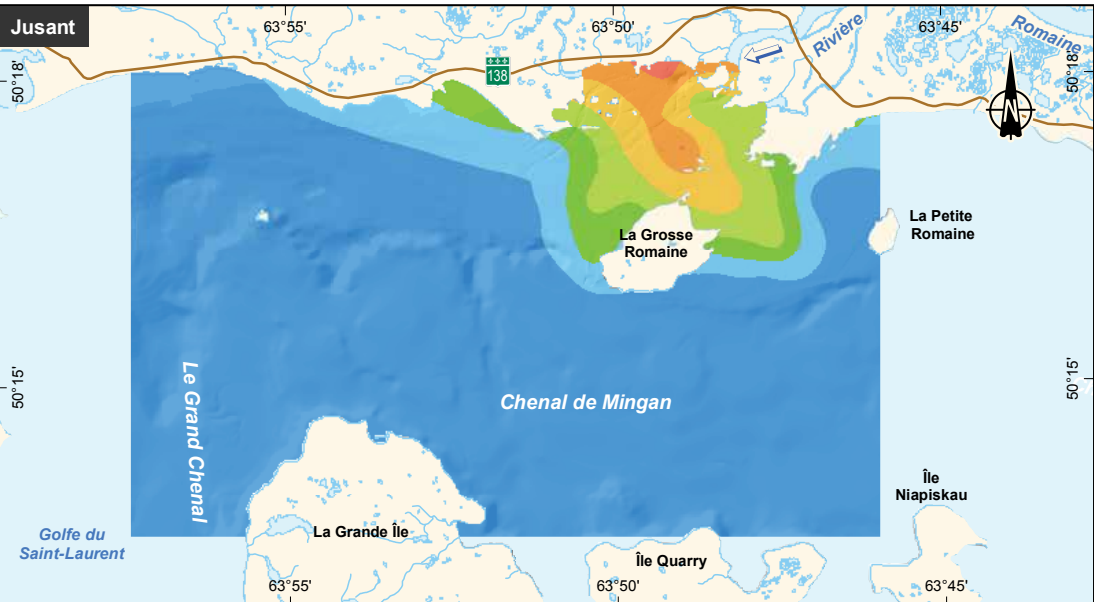 Jusant
63°55'
63°50'
63°45'
Rivière
Romaine
138
50°18'
50°18'
N
La Grosse
Romaine
La Petite
Romaine
50°15'
50°15'
Le Grand Chenal
Chenal de Mingan
Île
Niapiskau
Golfe du
Saint-Laurent
La Grande Île
Île Quarry
63°55'
63°50'
63°45'